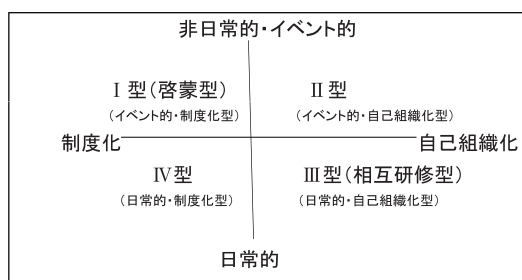 非日常的・イベント的
Ⅰ型(啓蒙型)
(イベント的・制度化型)
Ⅱ型
(イベント的・自己組織化型)
制度化
自己組織化
Ⅳ型
(日常的・制度化型)
Ⅲ型(相互研修型)
(日常的・自己組織化型)
日常的